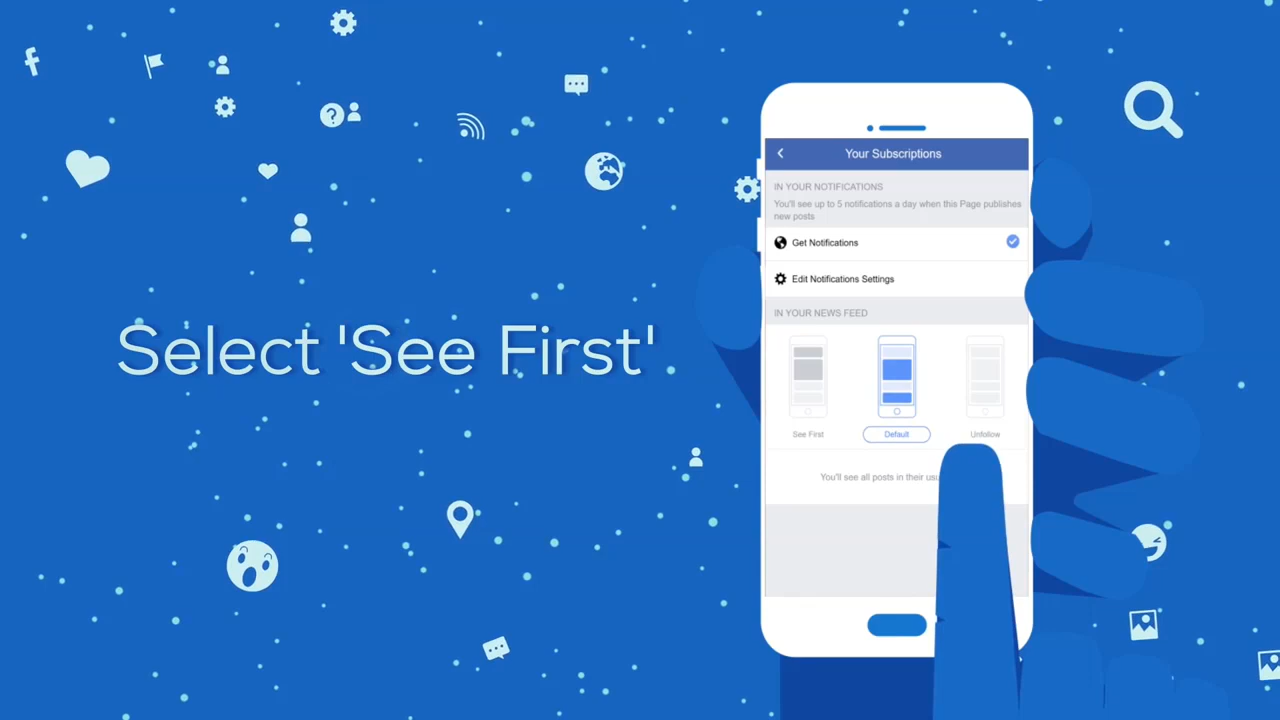 Select 'See First'
Your Subscriptions
IN YOUR NOTIFICATIONS
You'll see up to 5 notifications a day when this Page publishes
new posts
Get Notifications
Edit Notifications Settings
IN YOUR NEWS FEED
See First Default Unfollow
You'll see all posts in their